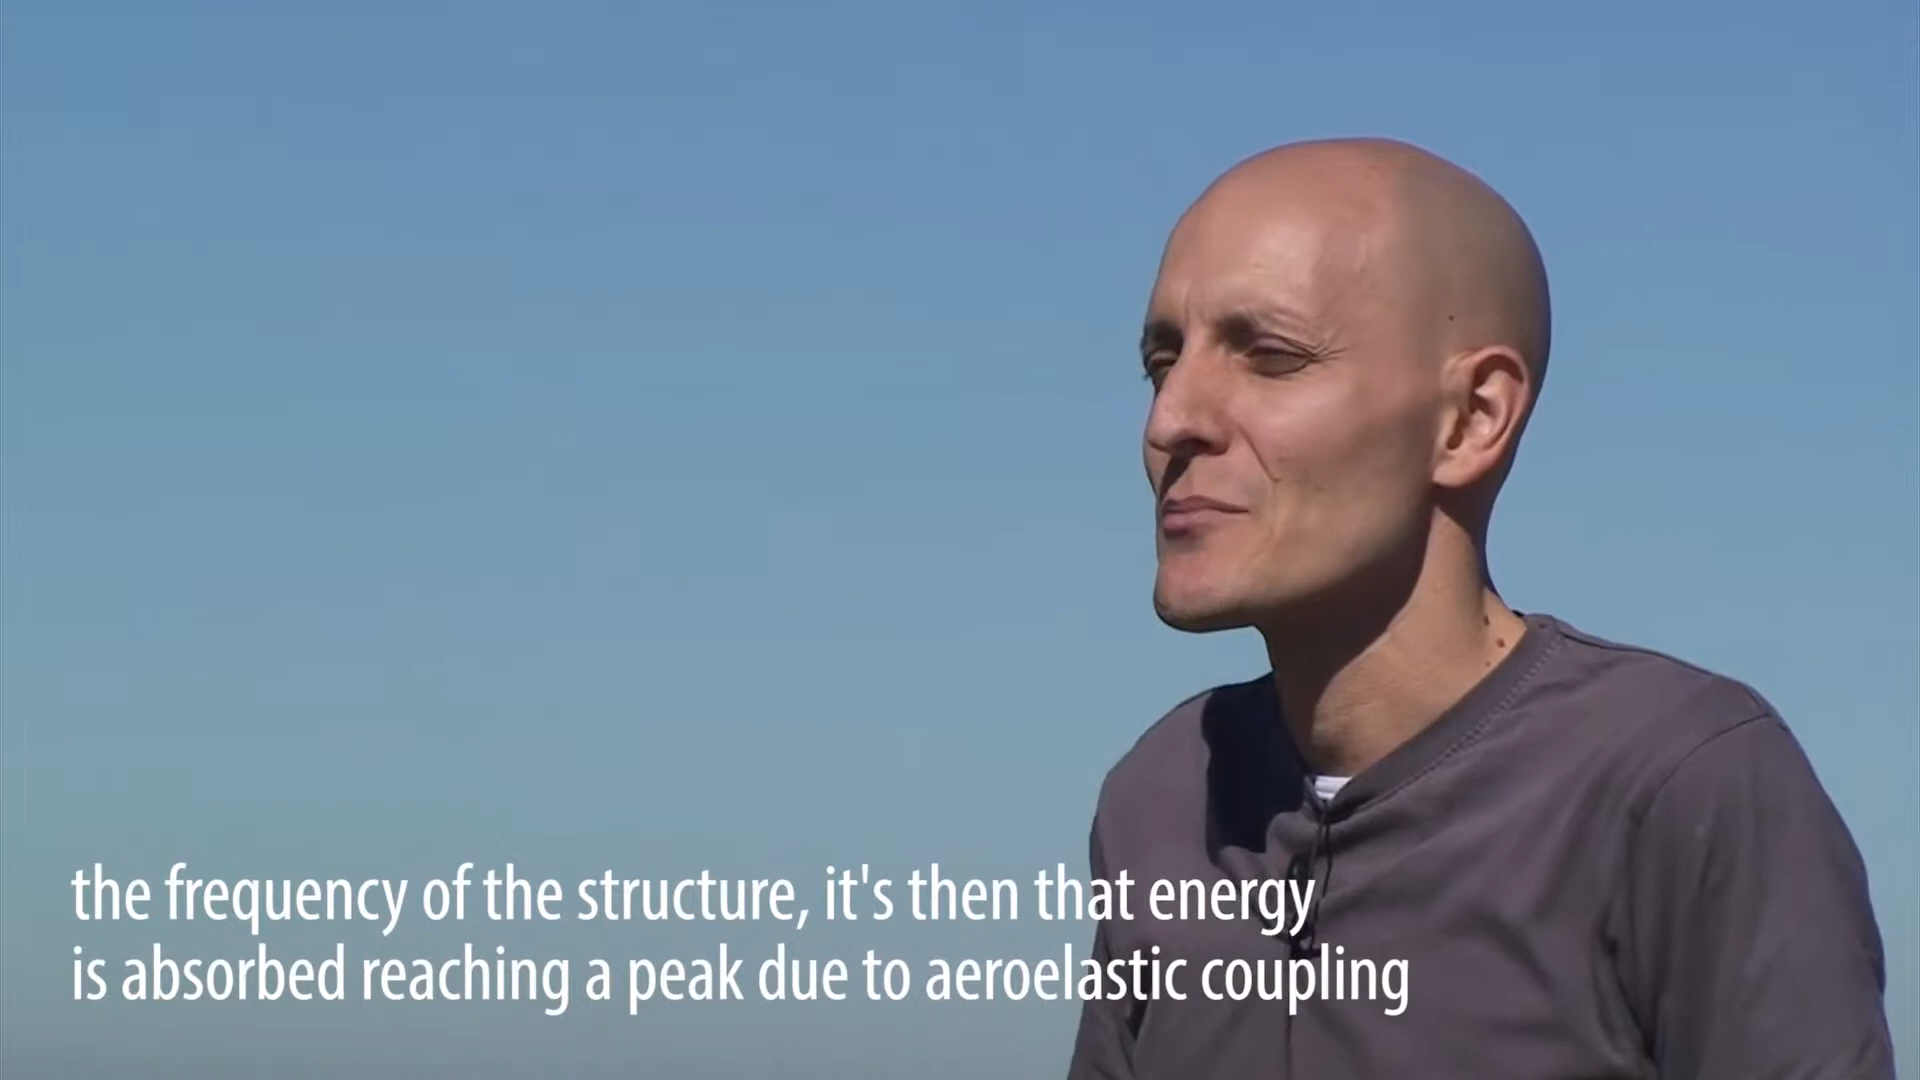 the frequency of the structure, it's then that energy
is absorbed reaching a peak due to aeroelastic coupling